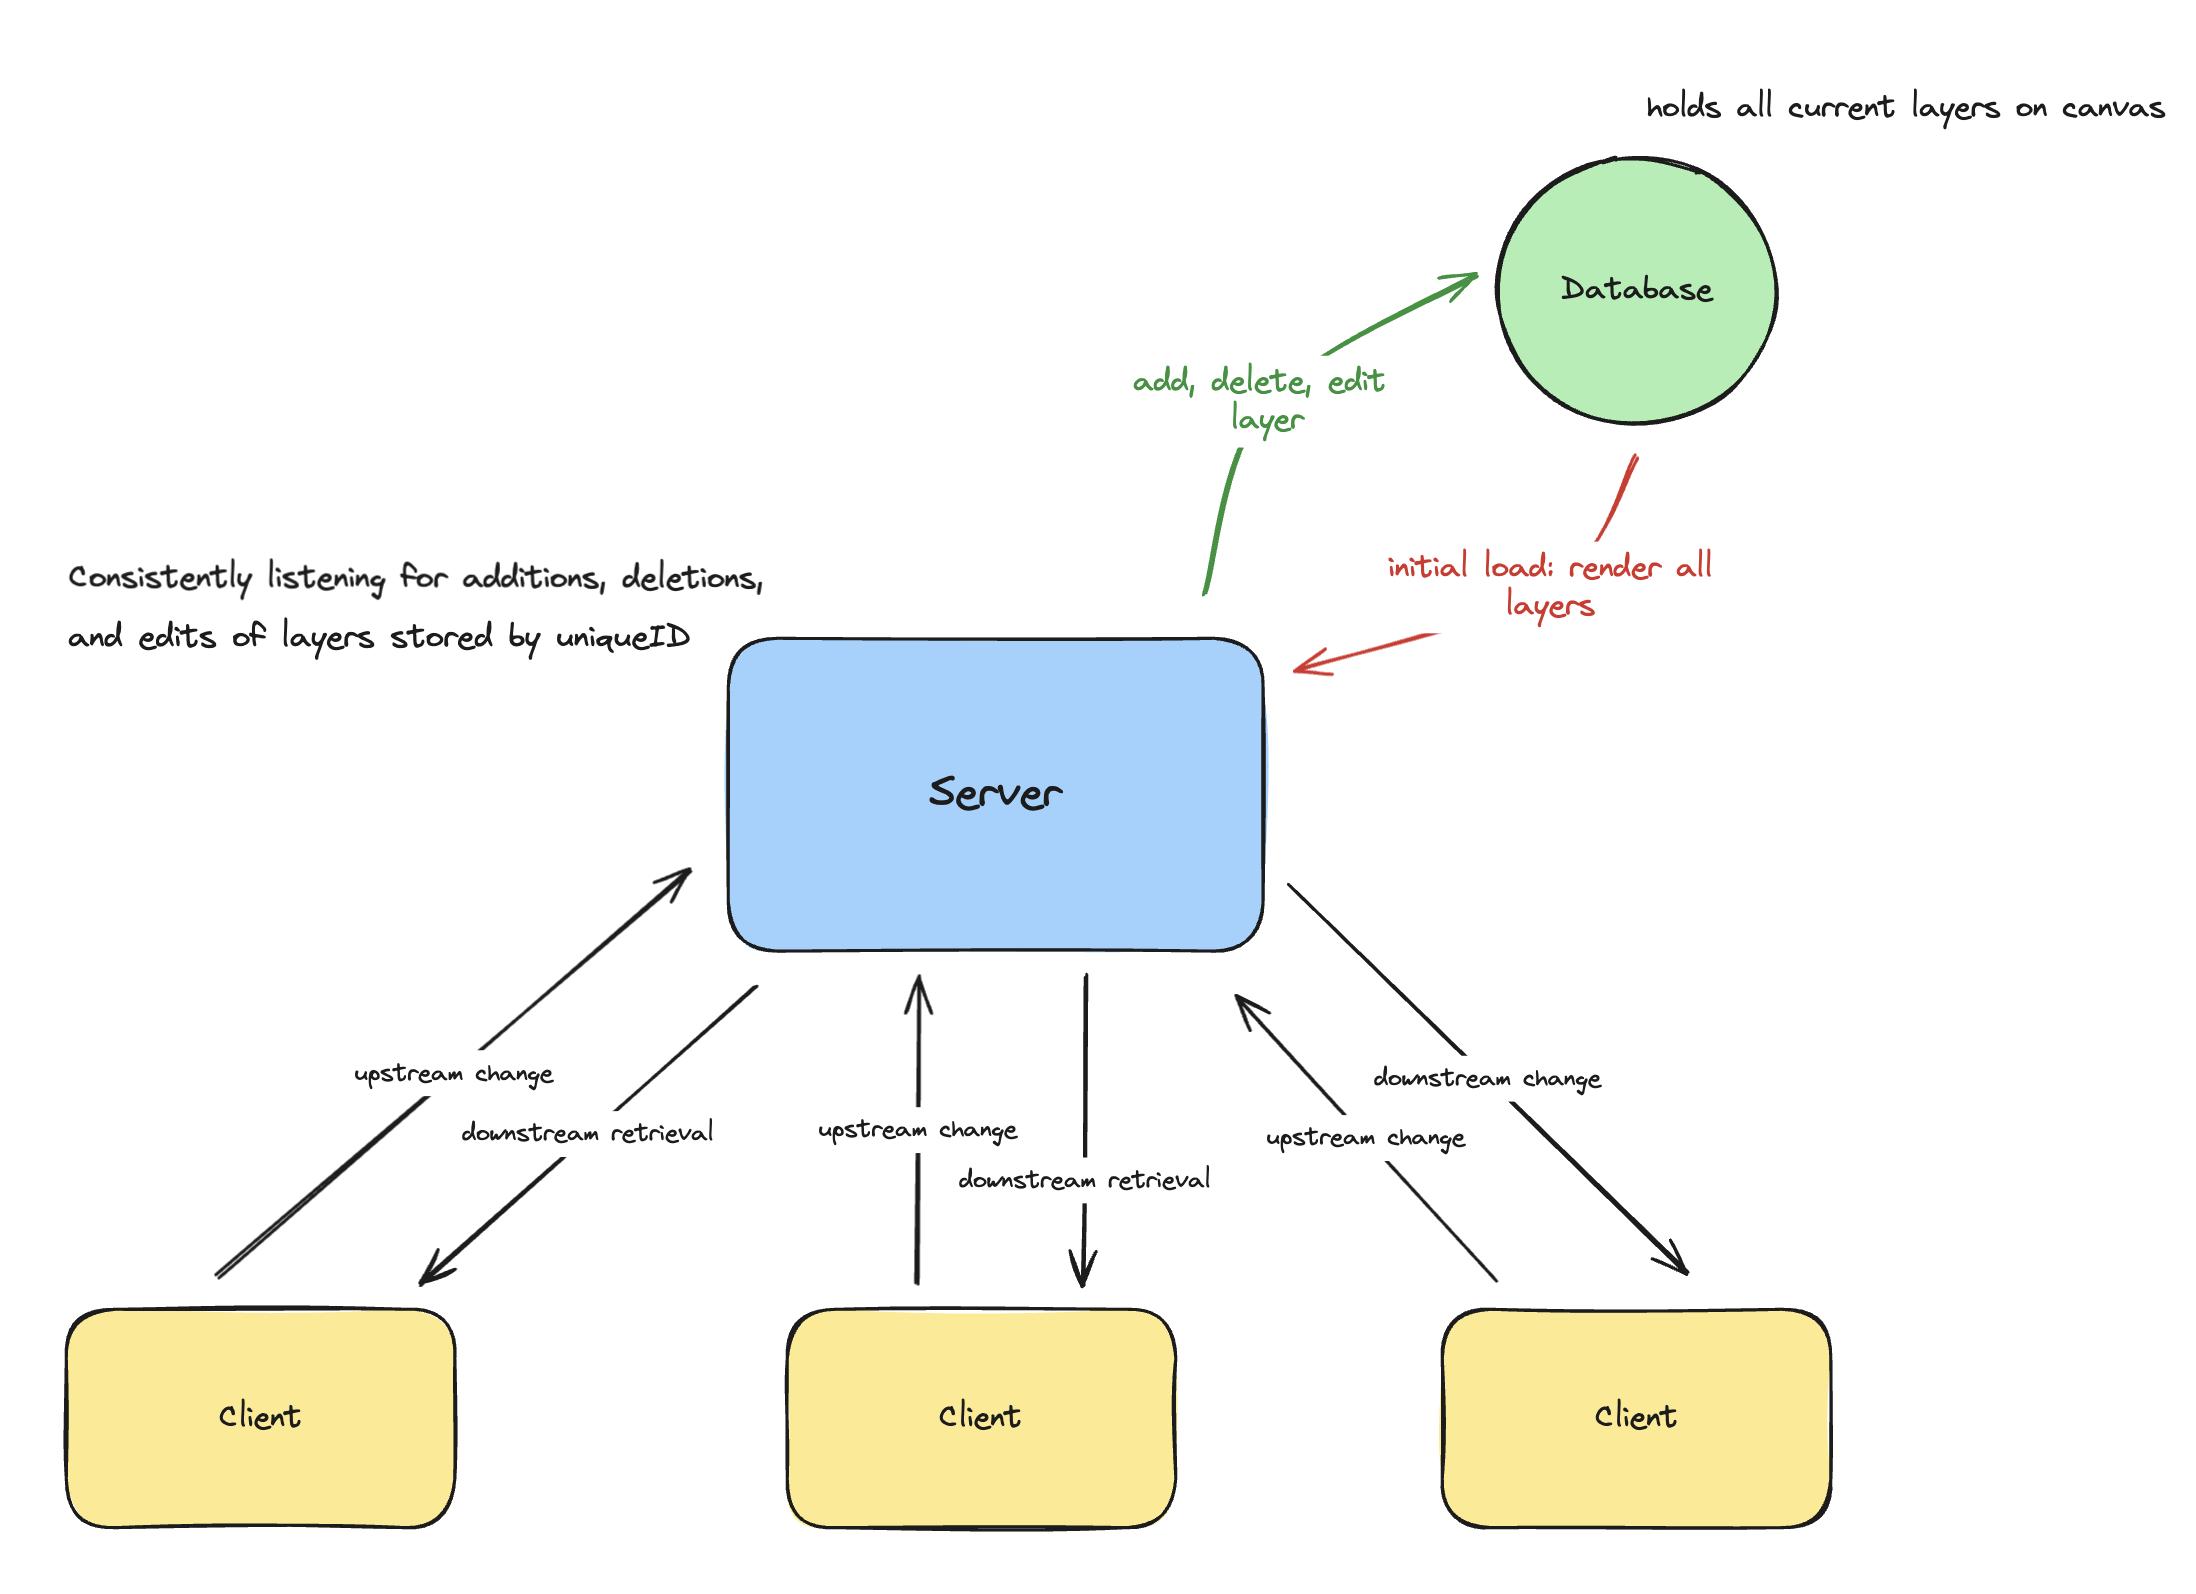 holds all current layers on canvas
Database
add, delete, edit
layer
initial load: render all
layers
Consistently listening for additions, deletions,
and edits of layers stored by uniqueID
Server
upstream change
downstream retrieval
upstream change
downstream retrieval
upstream change
downstream change
Client
Client
Client